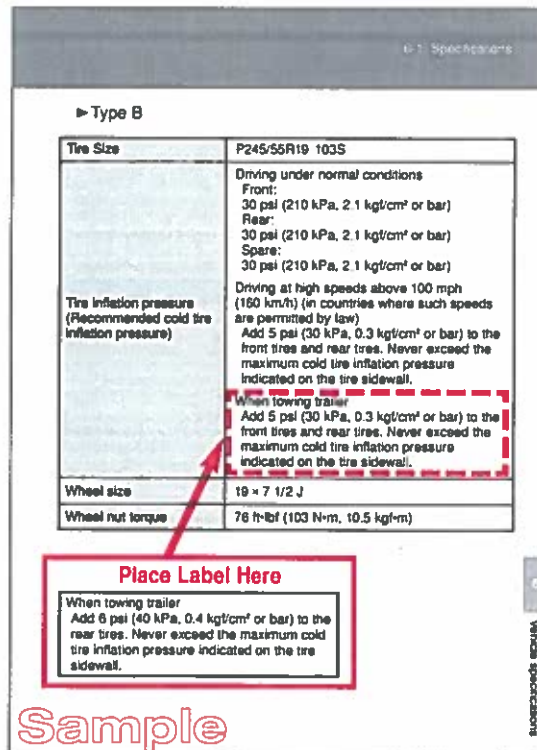 6-1. Specifications
►Type B
Tire Size
P245/55R19 103S
Tire inflation pressure
(Recommended cold tire
inflation pressure)
Driving under normal conditions
Front:
30 psi (210 kPa, 2.1 kgf/cm² or bar)
Rear:
30 psi (210 kPa, 2.1 kgf/cm² or bar)
Spare:
30 psi (210 kPa, 2.1 kgf/cm² or bar)
Driving at high speeds above 100 mph
(160 km/h) (in countries where such speeds
are permitted by law)
Add 5 psi (30 kPa, 0.3 kgf/cm² or bar) to the
front tires and rear tires. Never exceed the
maximum cold tire inflation pressure
indicated on the tire sidewall.
When towing trailer
Add 5 psi (30 kPa, 0.3 kgf/cm² or bar) to the
front tires and rear tires. Never exceed the
maximum cold tire inflation pressure
indicated on the tire sidewall.
Wheel size
19 × 7 1/2 J
Wheel nut torque
76 ft•lbf (103 N•m, 10.5 kgf•m)
Place Label Here
When towing trailer
Add 6 psi (40 kPa, 0.4 kgf/cm² or bar) to the
rear tires. Never exceed the maximum cold
tire inflation pressure indicated on the tire
sidewall.
Vehicle specifications
Sample